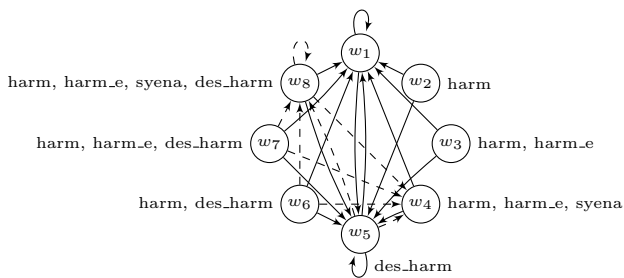 w1
harm, harm_e, syena, des_harm w8 w2 harm
harm, harm_e, des_harm w7 w3 harm, harm_e
harm, des_harm w6 w4 harm, harm_e, syena
w5
des_harm